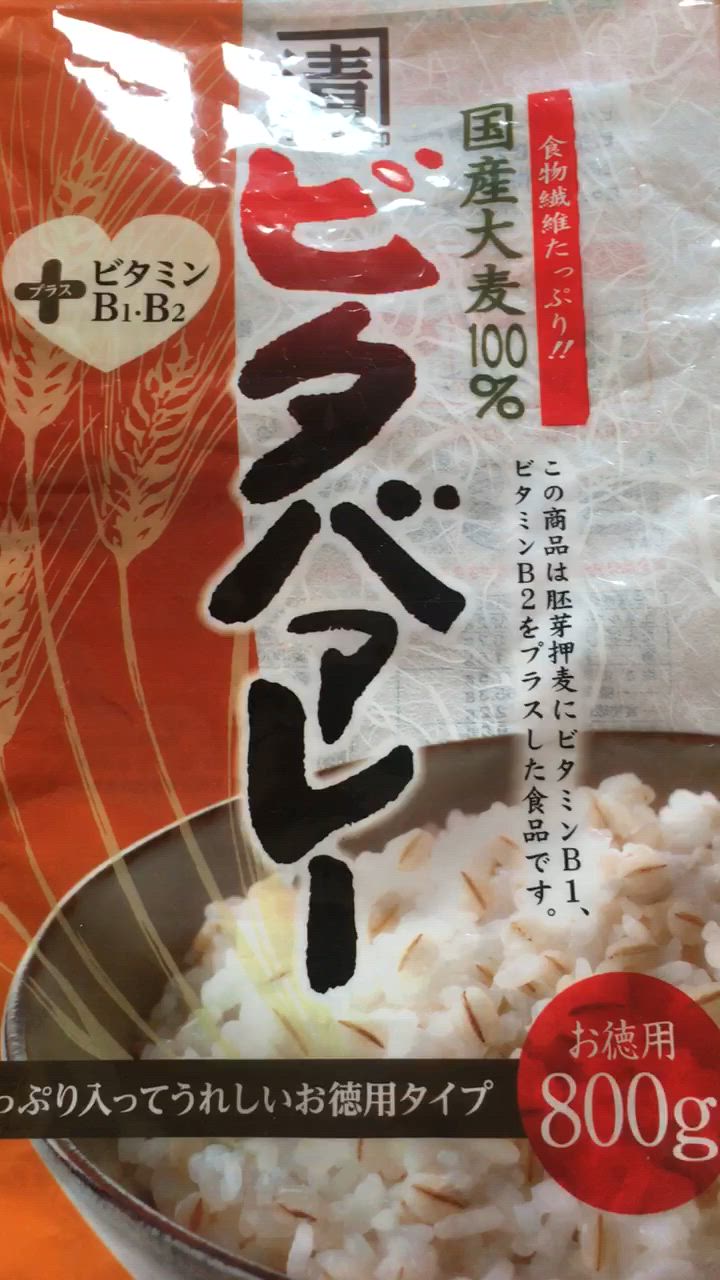 食物繊維たっぷり!!
国産大麦100%
ビタバァレー
プラス
ビタミン
B1・B2
この商品は胚芽押麦にビタミンB1、
ビタミンB2をプラスした食品です。
っぷり入ってうれしいお徳用タイプ
お徳用
800g